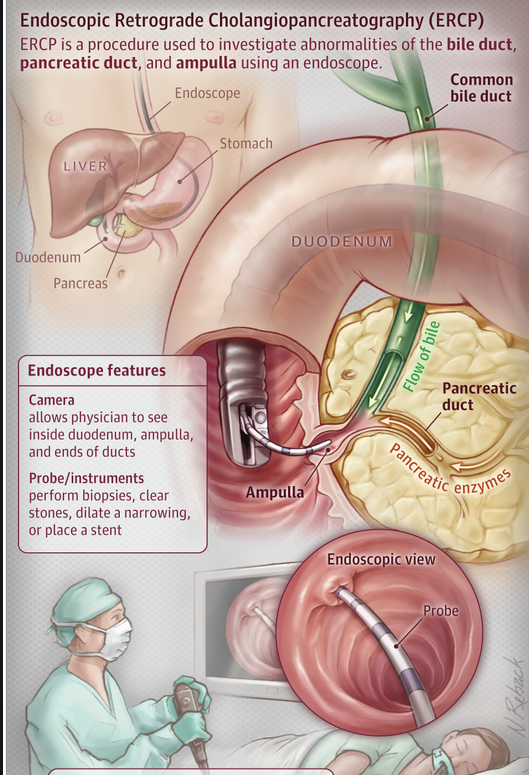 Endoscopic Retrograde Cholangiopancreatography (ERCP)
ERCP is a procedure used to investigate abnormalities of the bile duct,
pancreatic duct, and ampulla using an endoscope.
Common
bile duct
Endoscope
Stomach
LIVER
Duodenum
Pancreas
DUODENUM
Flow of bile
Pancreatic
duct
Pancreatic enzymes
Ampulla
Endoscope features
Camera
allows physician to see
inside duodenum, ampulla,
and ends of ducts
Probe/instruments
perform biopsies, clear
stones, dilate a narrowing,
or place a stent
Endoscopic view
Probe